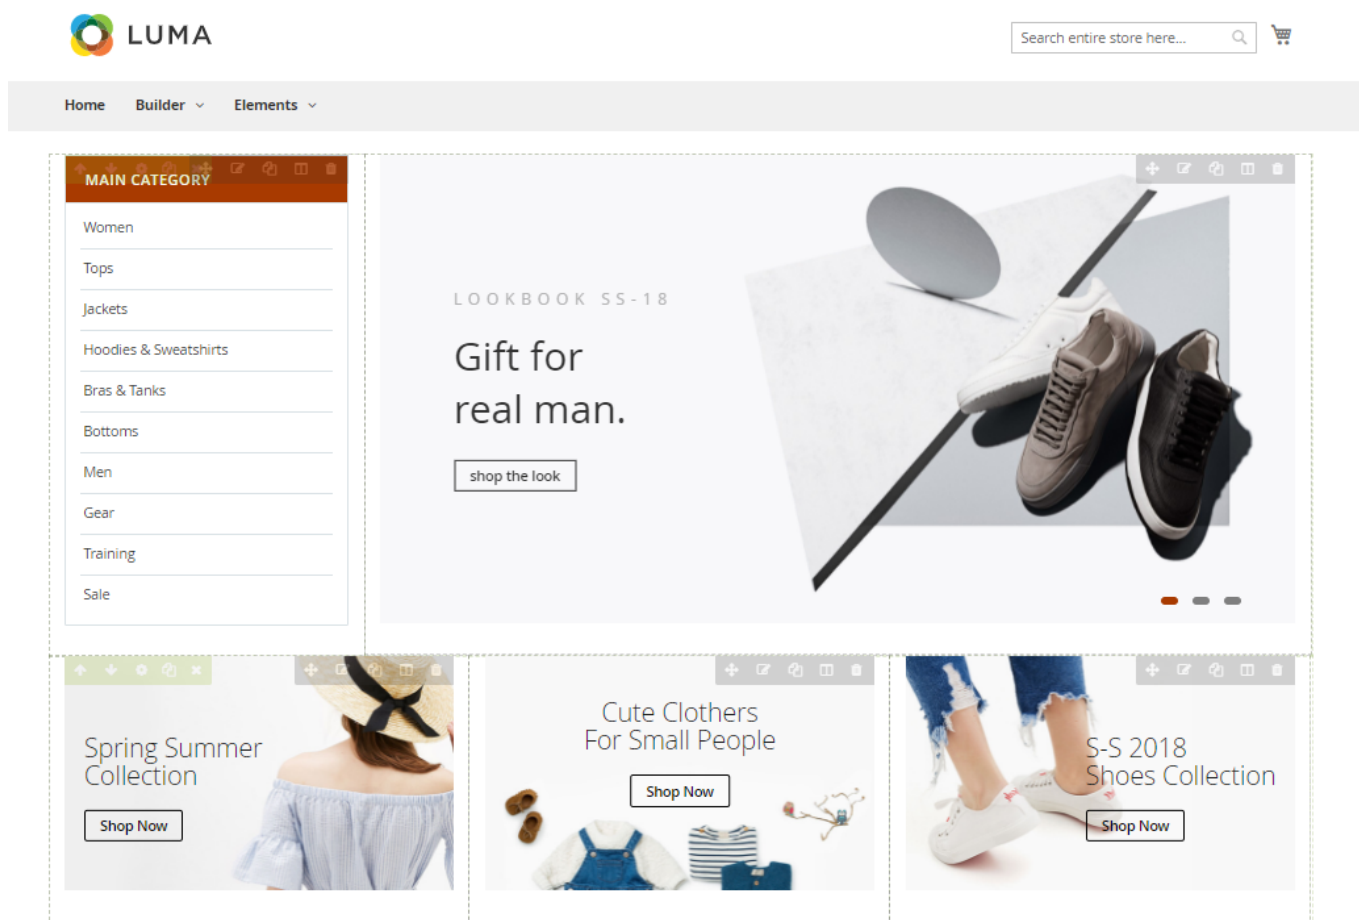 LUMA
Search entire store here...
Home Builder Elements
MAIN CATEGORY
Women
Tops
Jackets
Hoodies & Sweatshirts
Bras & Tanks
Bottoms
Men
Gear
Training
Sale
LOOKBOOK SS-18
Gift for
real man.
shop the look
Spring Summer
Collection
Shop Now
Cute Clothers
For Small People
Shop Now
S-S 2018
Shoes Collection
Shop Now